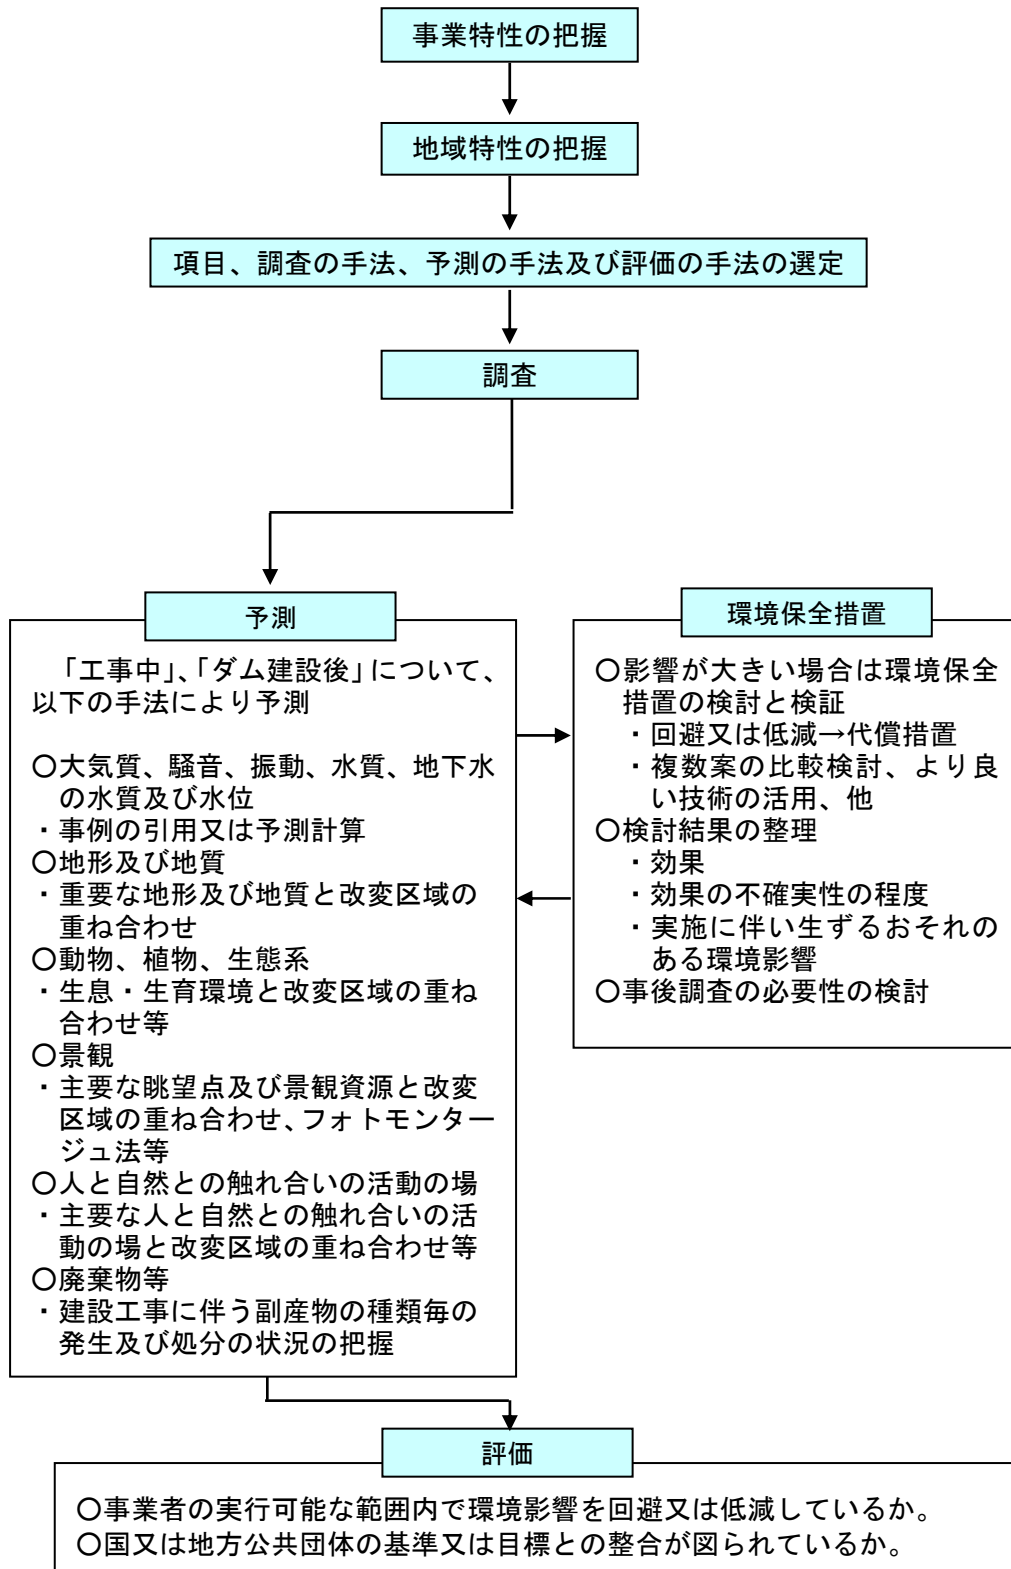 事業特性の把握
地域特性の把握
項目、調査の手法、予測の手法及び評価の手法の選定
調査
予測
「工事中」、「ダム建設後」について、
以下の手法により予測
〇大気質、騒音、振動、水質、地下水
の水質及び水位
・事例の引用又は予測計算
〇地形及び地質
・重要な地形及び地質と改変区域の
重ね合わせ
〇動物、植物、生態系
・生息・生育環境と改変区域の重ね
合わせ等
〇景観
・主要な眺望点及び景観資源と改変
区域の重ね合わせ、フォトモンター
ジュ法等
〇人と自然との触れ合いの活動の場
・主要な人と自然との触れ合いの活
動の場と改変区域の重ね合わせ等
〇廃棄物等
・建設工事に伴う副産物の種類毎の
発生及び処分の状況の把握
環境保全措置
〇影響が大きい場合は環境保全
措置の検討と検証
・回避又は低減→代償措置
・複数案の比較検討、より良
い技術の活用、他
〇検討結果の整理
・効果
・効果の不確実性の程度
・実施に伴い生ずるおそれの
ある環境影響
〇事後調査の必要性の検討
評価
〇事業者の実行可能な範囲内で環境影響を回避又は低減しているか。
〇国又は地方公共団体の基準又は目標との整合が図られているか。